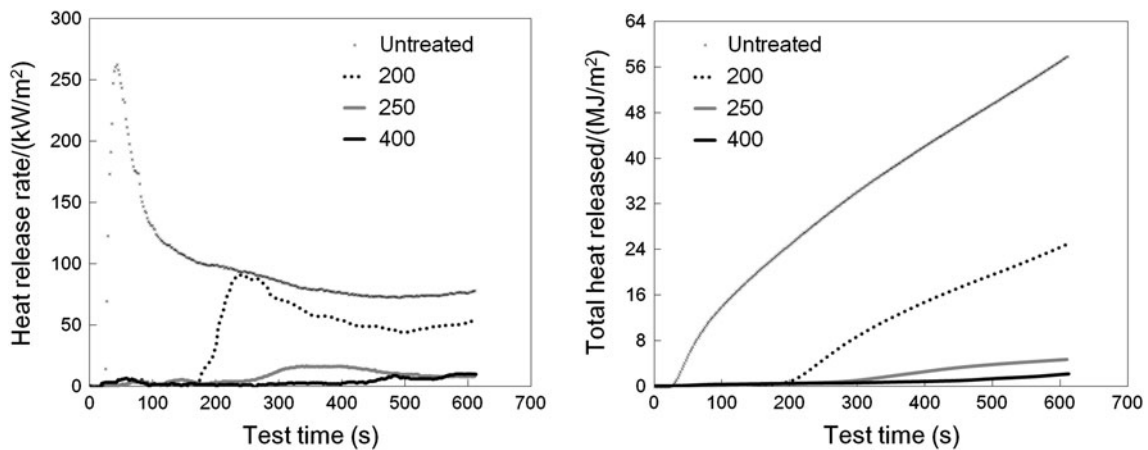 Heat release rate/(kW/m²)
300
250
200
150
100
50
0
0 100 200 300 400 500 600 700
Test time (s)
Untreated
200
250
400
Total heat released/(MJ/m²)
64
56
48
40
32
24
16
8
0
0 100 200 300 400 500 600 700
Test time (s)
Untreated
200
250
400